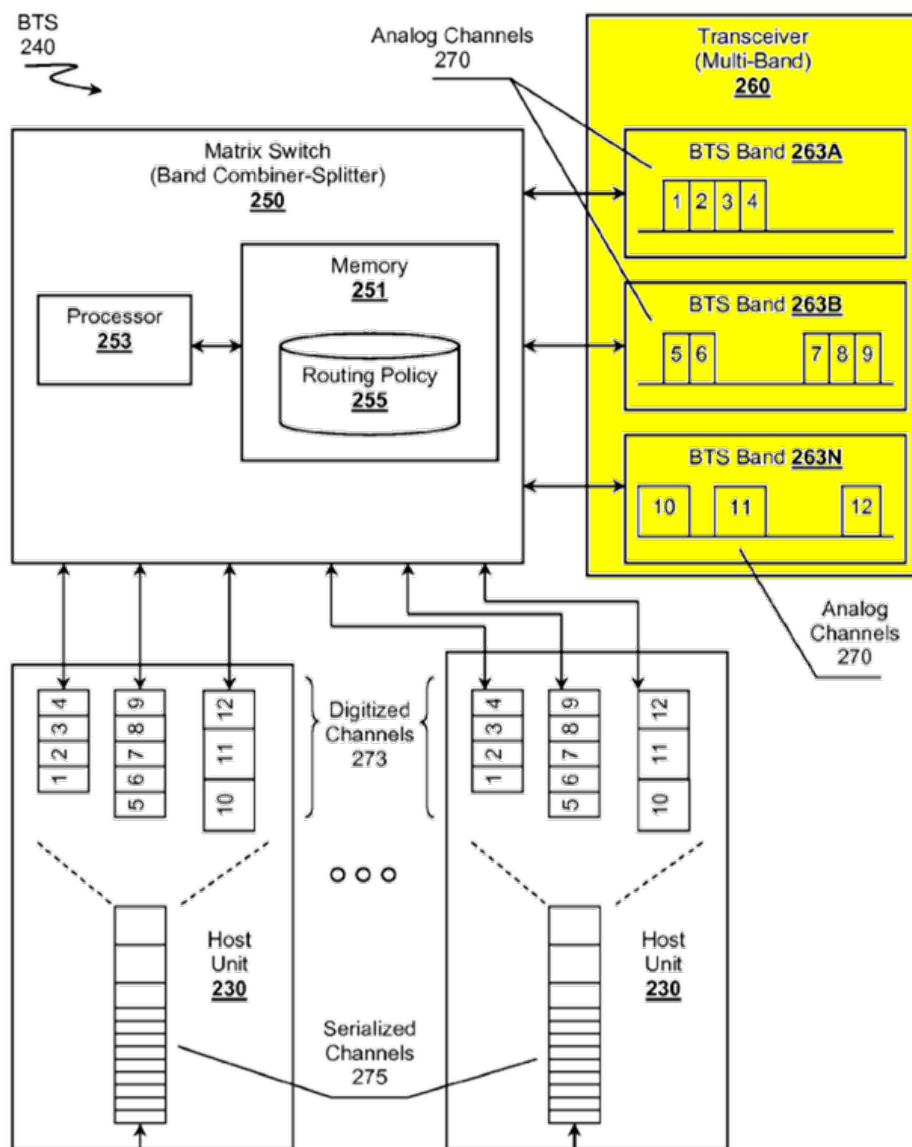 BTS
240
Analog Channels
270
Transceiver
(Multi-Band)
260
Matrix Switch
(Band Combiner-Splitter)
250
Memory
251
Processor
253
Routing Policy
255
BTS Band 263A
1 2 3 4
BTS Band 263B
5 6 7 8 9
BTS Band 263N
10 11 12
Analog
Channels
270
1 2 3 4
5 6 7 8 9
10 11 12
Digitized
Channels
273
1 2 3 4
5 6 7 8 9
10 11 12
Host
Unit
230
Serialized
Channels
275
Host
Unit
230